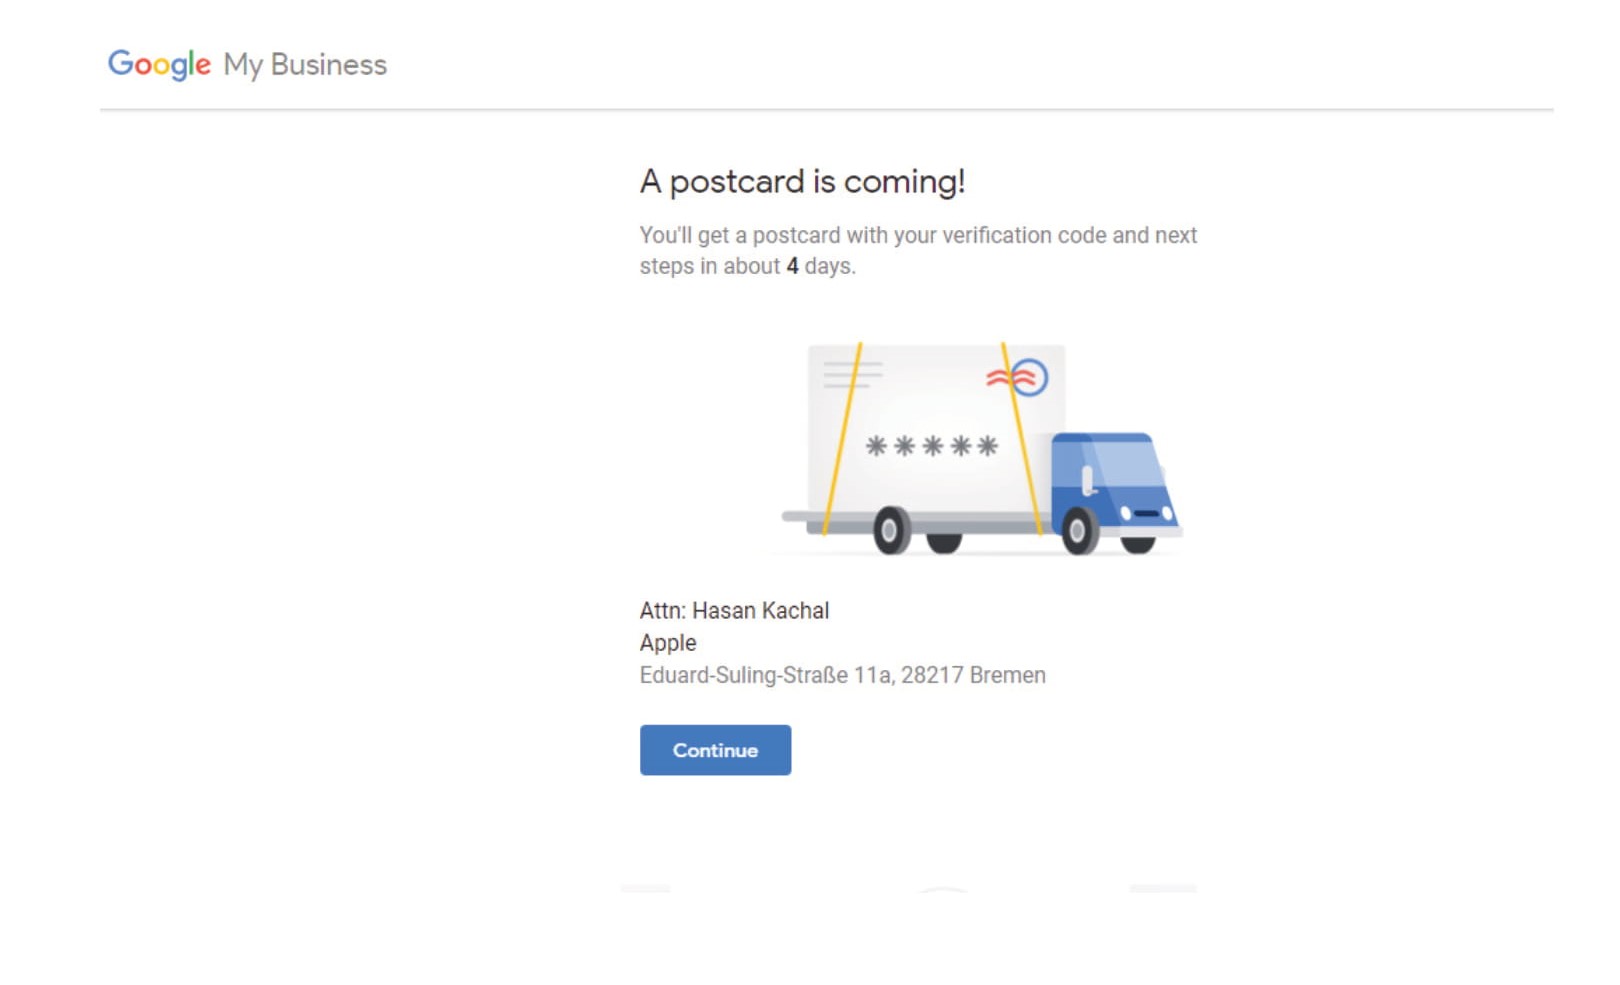 Google My Business
A postcard is coming!
You'll get a postcard with your verification code and next
steps in about 4 days.
*****
Attn: Hasan Kachal
Apple
Eduard-Suling-Straße 11a, 28217 Bremen
Continue